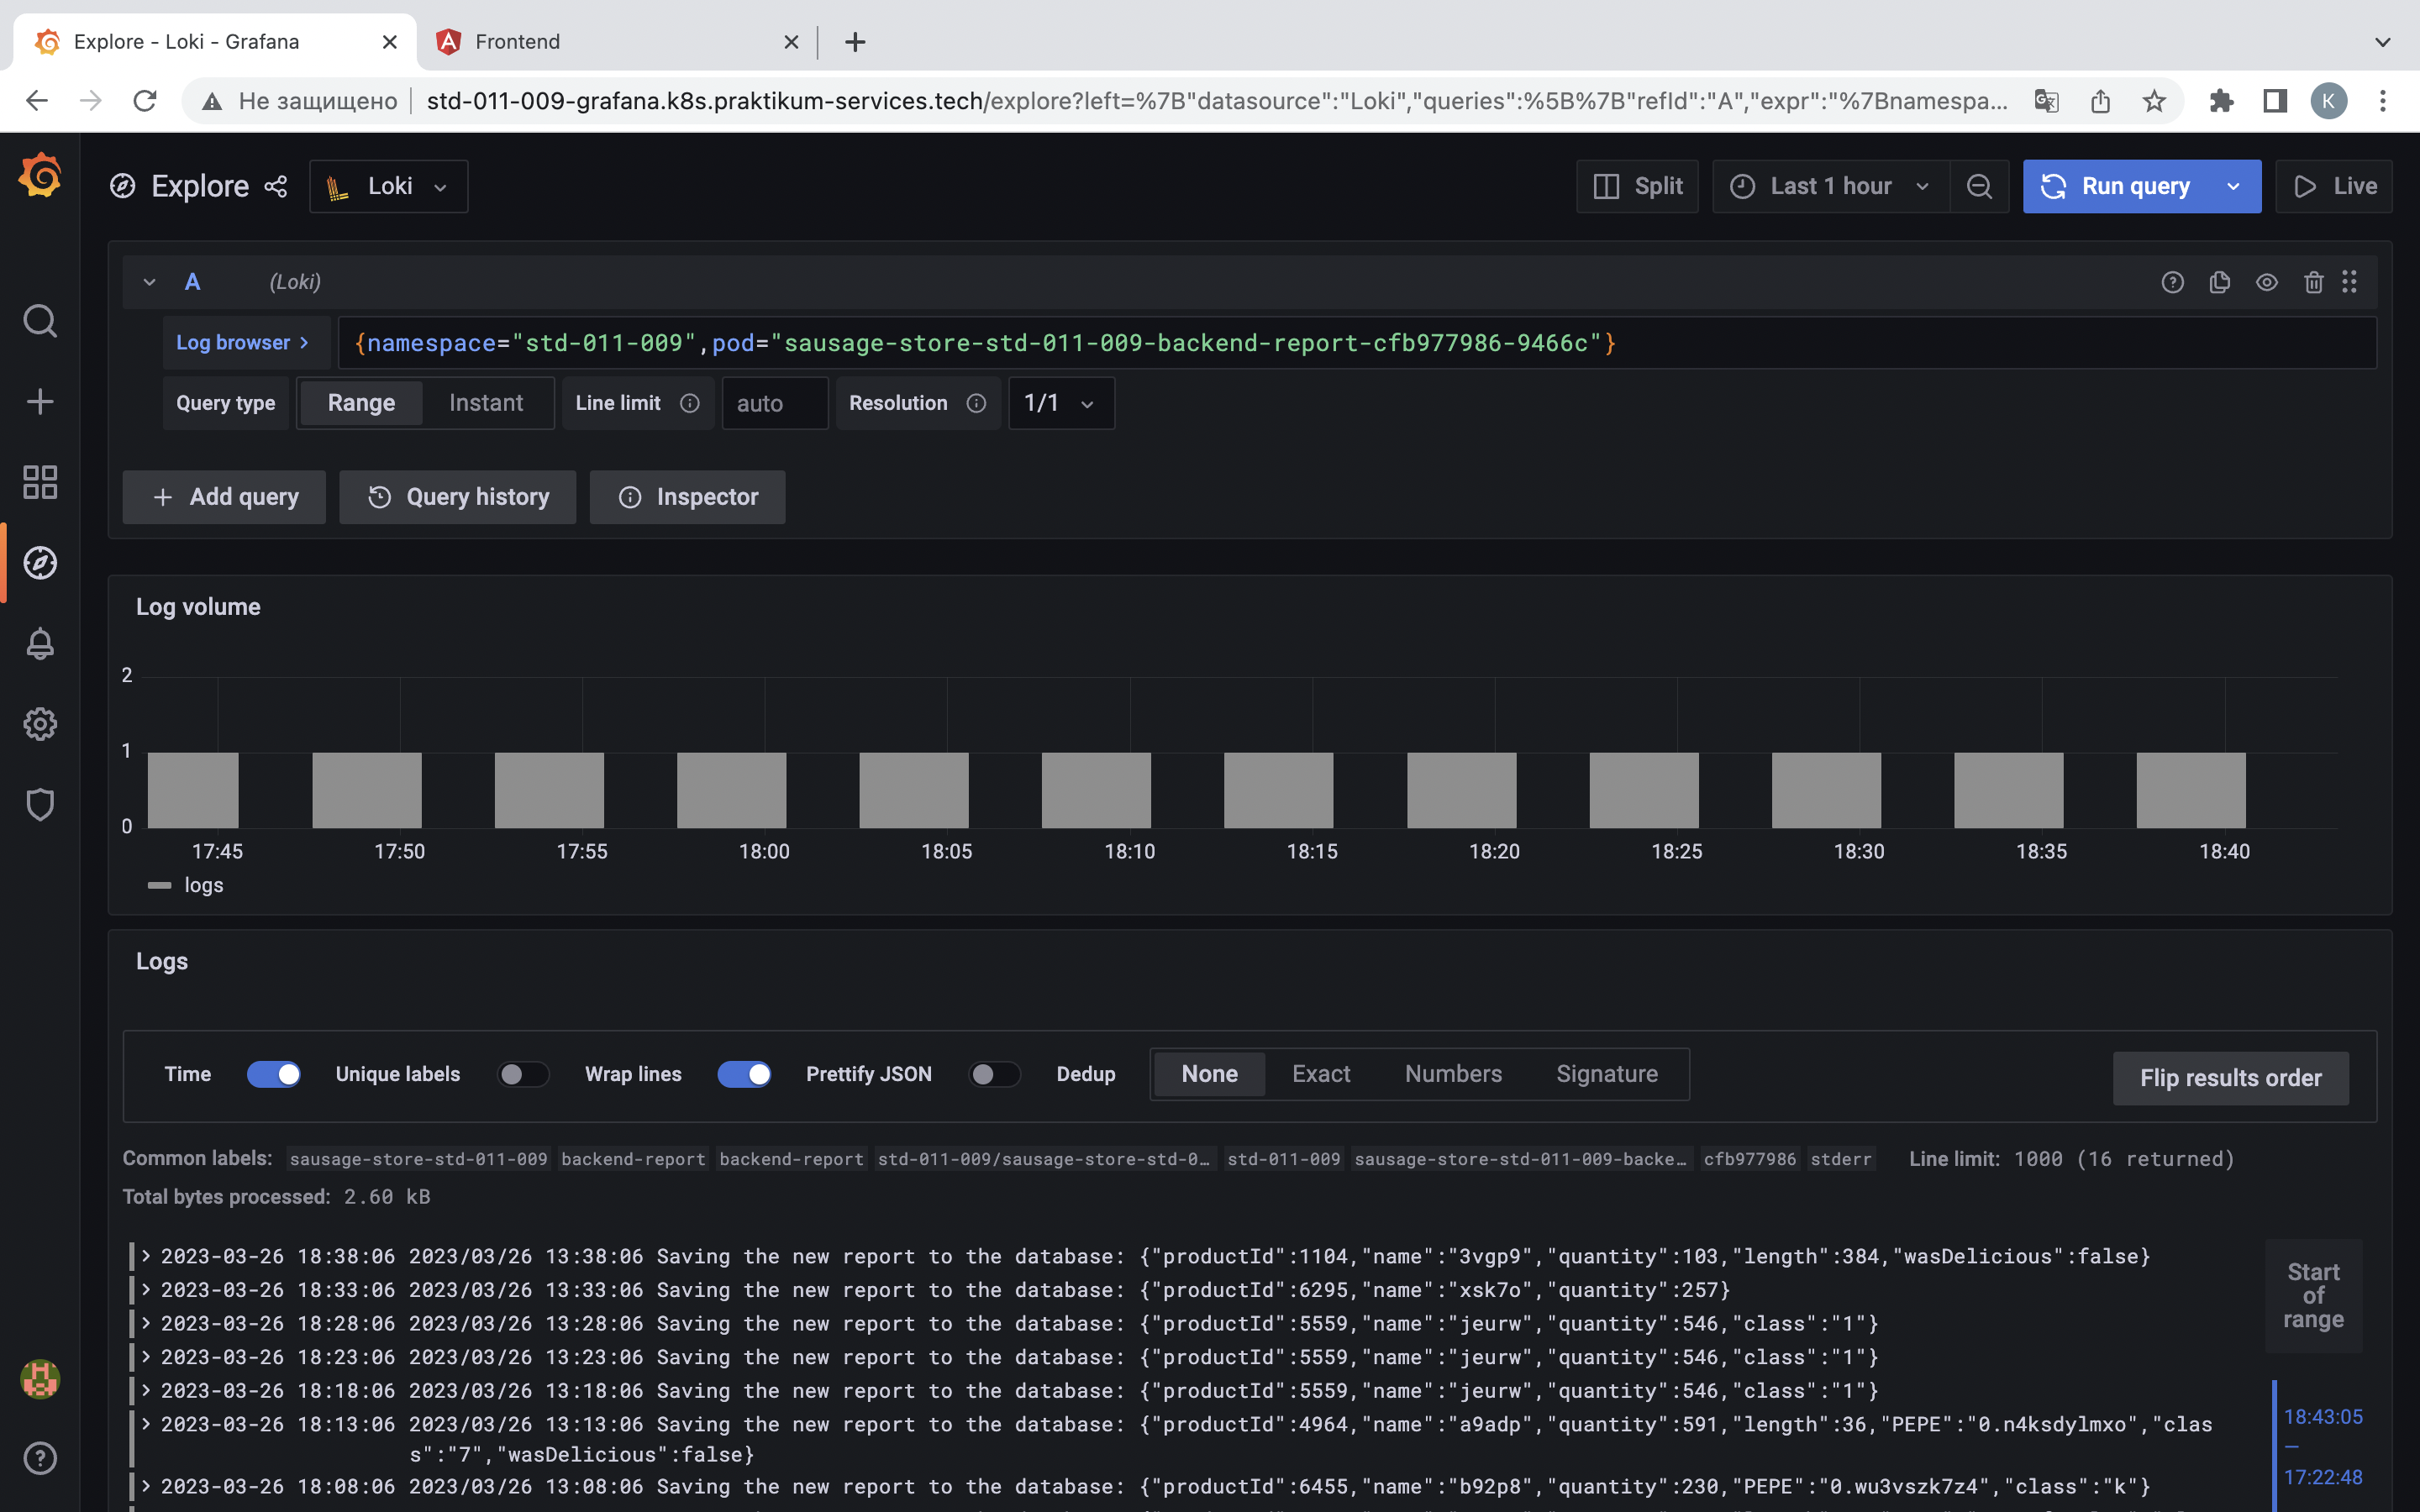 Explore - Loki - Grafana
Frontend
Не защищено std-011-009-grafana.k8s.praktikum-services.tech/explore?left=%7B"datasource":"Loki","queries":%5B%7B"refId":"A","expr":"%7Bnamespa...
K
Explore Loki Split Last 1 hour Run query Live
A (Loki)
Log browser > {namespace="std-011-009",pod="sausage-store-std-011-009-backend-report-cfb977986-9466c"}
Query type Range Instant Line limit auto Resolution 1/1
+ Add query Query history Inspector
Log volume
2
1
0
17:45 17:50 17:55 18:00 18:05 18:10 18:15 18:20 18:25 18:30 18:35 18:40
logs
Logs
Time Unique labels Wrap lines Prettify JSON Dedup None Exact Numbers Signature Flip results order
Common labels: sausage-store-std-011-009 backend-report backend-report std-011-009/sausage-store-std-0… std-011-009 sausage-store-std-011-009-backe… cfb977986 stderr Line limit: 1000 (16 returned)
Total bytes processed: 2.60 kB
> 2023-03-26 18:38:06 2023/03/26 13:38:06 Saving the new report to the database: {"productId":1104,"name":"3vgp9","quantity":103,"length":384,"wasDelicious":false}
> 2023-03-26 18:33:06 2023/03/26 13:33:06 Saving the new report to the database: {"productId":6295,"name":"xsk7o","quantity":257}
> 2023-03-26 18:28:06 2023/03/26 13:28:06 Saving the new report to the database: {"productId":5559,"name":"jeurw","quantity":546,"class":"1"}
> 2023-03-26 18:23:06 2023/03/26 13:23:06 Saving the new report to the database: {"productId":5559,"name":"jeurw","quantity":546,"class":"1"}
> 2023-03-26 18:18:06 2023/03/26 13:18:06 Saving the new report to the database: {"productId":5559,"name":"jeurw","quantity":546,"class":"1"}
> 2023-03-26 18:13:06 2023/03/26 13:13:06 Saving the new report to the database: {"productId":4964,"name":"a9adp","quantity":591,"length":36,"PEPE":"0.n4ksdylmxo","clas
s":"7","wasDelicious":false}
> 2023-03-26 18:08:06 2023/03/26 13:08:06 Saving the new report to the database: {"productId":6455,"name":"b92p8","quantity":230,"PEPE":"0.wu3vszk7z4","class":"k"}
Start
of
range
18:43:05
—
17:22:48